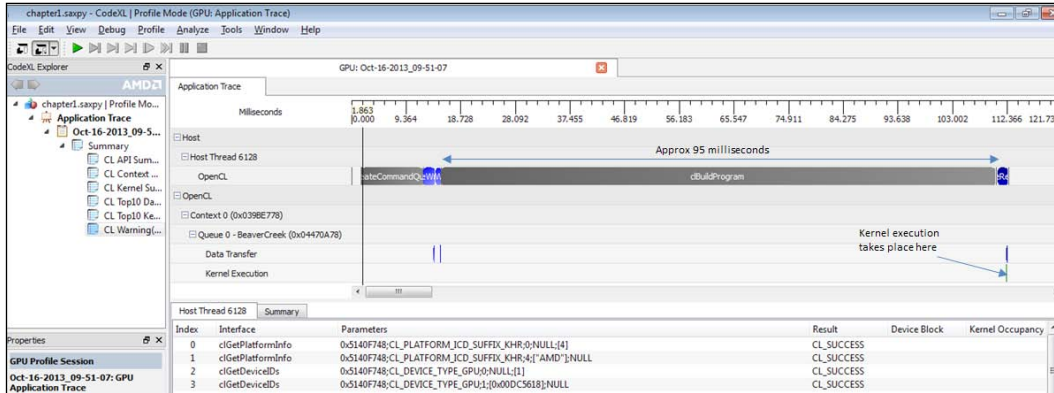 chapter1.saxpy - CodeXL | Profile Mode (GPU: Application Trace)
File Edit View Debug Profile Analyze Tools Window Help
CodeXL Explorer
AMD
chapter1.saxpy | Profile Mo...
Application Trace
Oct-16-2013_09-5...
Summary
CL API Sum...
CL Context ...
CL Kernel Su...
CL Top10 Da...
CL Top10 Ke...
CL Warning(...
Properties
GPU Profile Session
Oct-16-2013_09-51-07: GPU
Application Trace
GPU: Oct-16-2013_09-51-07
Application Trace
Miliseconds
1.863
0.000 9.364 18.728 28.092 37.455 46.819 56.183 65.547 74.911 84.275 93.638 103.002 112.366 121.73
Host
Host Thread 6128
Approx 95 milliseconds
OpenCL
eateCommandQu
clBuildProgram
OpenCL
Context 0 (0x039BE778)
Queue 0 - BeaverCreek (0x04470A78)
Data Transfer
Kernel Execution
Kernel execution
takes place here
Host Thread 6128 Summary
Index Interface Parameters Result Device Block Kernel Occupancy
0 clGetPlatformInfo 0x5140F748;CL_PLATFORM_ICD_SUFFIX_KHR;0;NULL;[4] CL_SUCCESS
1 clGetPlatformInfo 0x5140F748;CL_PLATFORM_ICD_SUFFIX_KHR;4;["AMD"];NULL CL_SUCCESS
2 clGetDeviceIDs 0x5140F748;CL_DEVICE_TYPE_GPU;0;NULL;[1] CL_SUCCESS
3 clGetDeviceIDs 0x5140F748;CL_DEVICE_TYPE_GPU;1;[0x00DC5618];NULL CL_SUCCESS